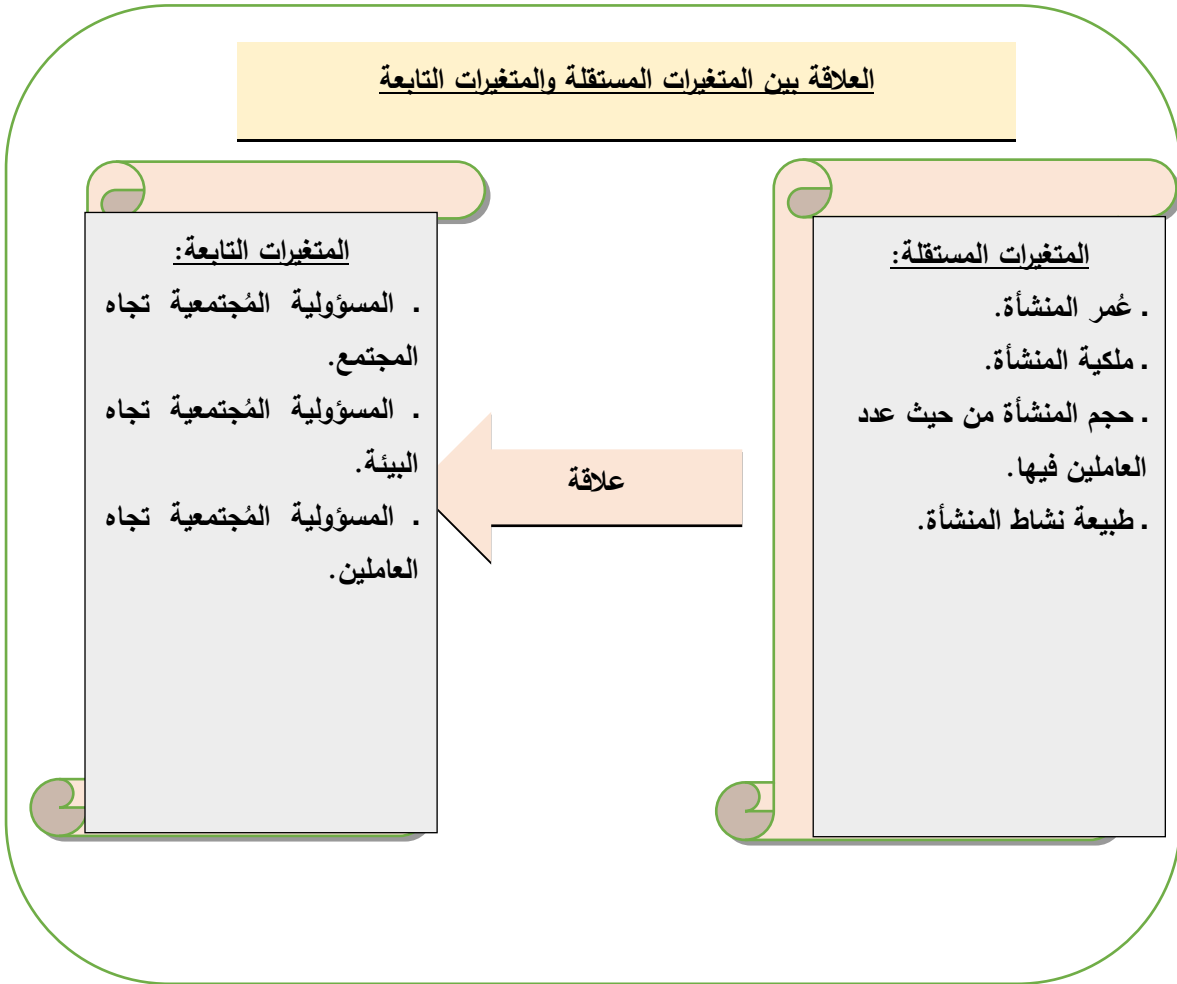 العلاقة بين المتغيرات المستقلة والمتغيرات التابعة
المتغيرات المستقلة:
. عُمر المنشأة.
. ملكية المنشأة.
. حجم المنشأة من حيث عدد
العاملين فيها.
. طبيعة نشاط المنشأة.
علاقة
المتغيرات التابعة:
. المسؤولية المُجتمعية تجاه
المجتمع.
. المسؤولية المُجتمعية تجاه
البيئة.
. المسؤولية المُجتمعية تجاه
العاملين.